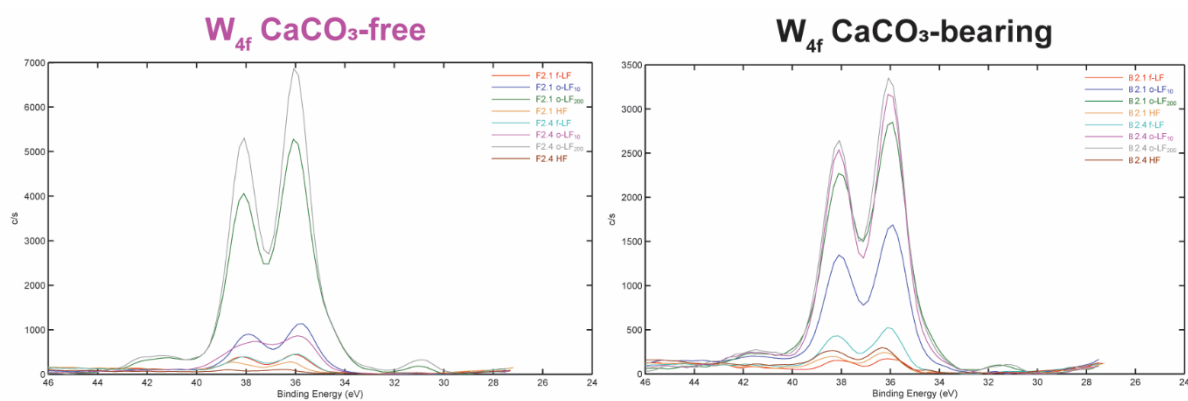 W4f CaCO₃-free
7000
6000
5000
4000
3000
2000
1000
0
c/s
46 44 42 40 38 36 34 32 30 28 26 24
Binding Energy (eV)
F2.1 f-LF
F2.1 o-LF₁₀
F2.1 o-LF₂₀₀
F2.1 HF
F2.4 f-LF
F2.4 o-LF₁₀
F2.4 o-LF₂₀₀
F2.4 HF
W4f CaCO₃-bearing
3500
3000
2500
2000
1500
1000
500
0
c/s
46 44 42 40 38 36 34 32 30 28 26 24
Binding Energy (eV)
B2.1 f-LF
B2.1 o-LF₁₀
B2.1 o-LF₂₀₀
B2.1 HF
B2.4 f-LF
B2.4 o-LF₁₀
B2.4 o-LF₂₀₀
B2.4 HF